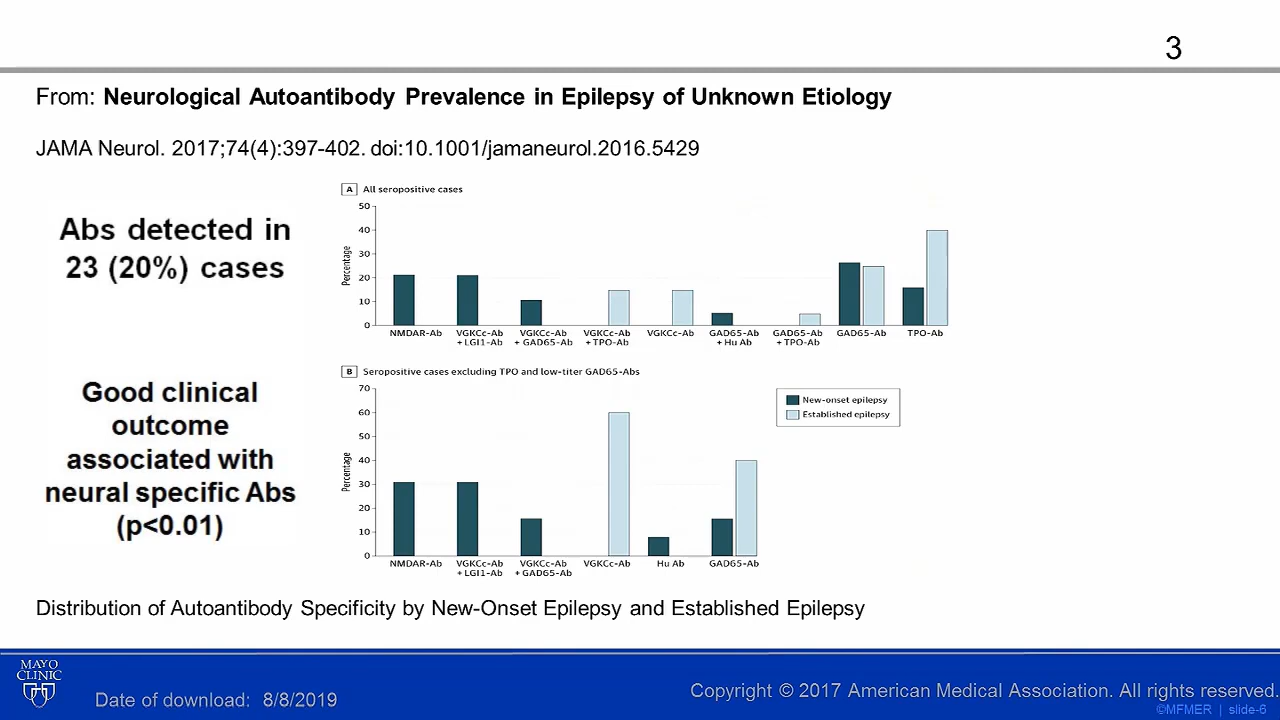 3
From: Neurological Autoantibody Prevalence in Epilepsy of Unknown Etiology
JAMA Neurol. 2017;74(4):397-402. doi:10.1001/jamaneurol.2016.5429
Abs detected in
23 (20%) cases
Good clinical
outcome
associated with
neural specific Abs
(p<0.01)
A All seropositive cases
50
40
30
20
10
0
Percentage
NMDAR-Ab
VGKCc-Ab
+ LGI1-Ab
VGKCc-Ab
+ GAD65-Ab
VGKCc-Ab
+ TPO-Ab
VGKCc-Ab
GAD65-Ab
+ Hu Ab
GAD65-Ab
+ TPO-Ab
GAD65-Ab
TPO-Ab
B Seropositive cases excluding TPO and low-titer GAD65-Abs
70
60
50
40
30
20
10
0
Percentage
New-onset epilepsy
Established epilepsy
NMDAR-Ab
VGKCc-Ab
+ LGI1-Ab
VGKCc-Ab
+ GAD65-Ab
VGKCc-Ab
Hu Ab
GAD65-Ab
Distribution of Autoantibody Specificity by New-Onset Epilepsy and Established Epilepsy
MAYO
CLINIC
Date of download: 8/8/2019
Copyright © 2017 American Medical Association. All rights reserved.
©MFMER | slide-6